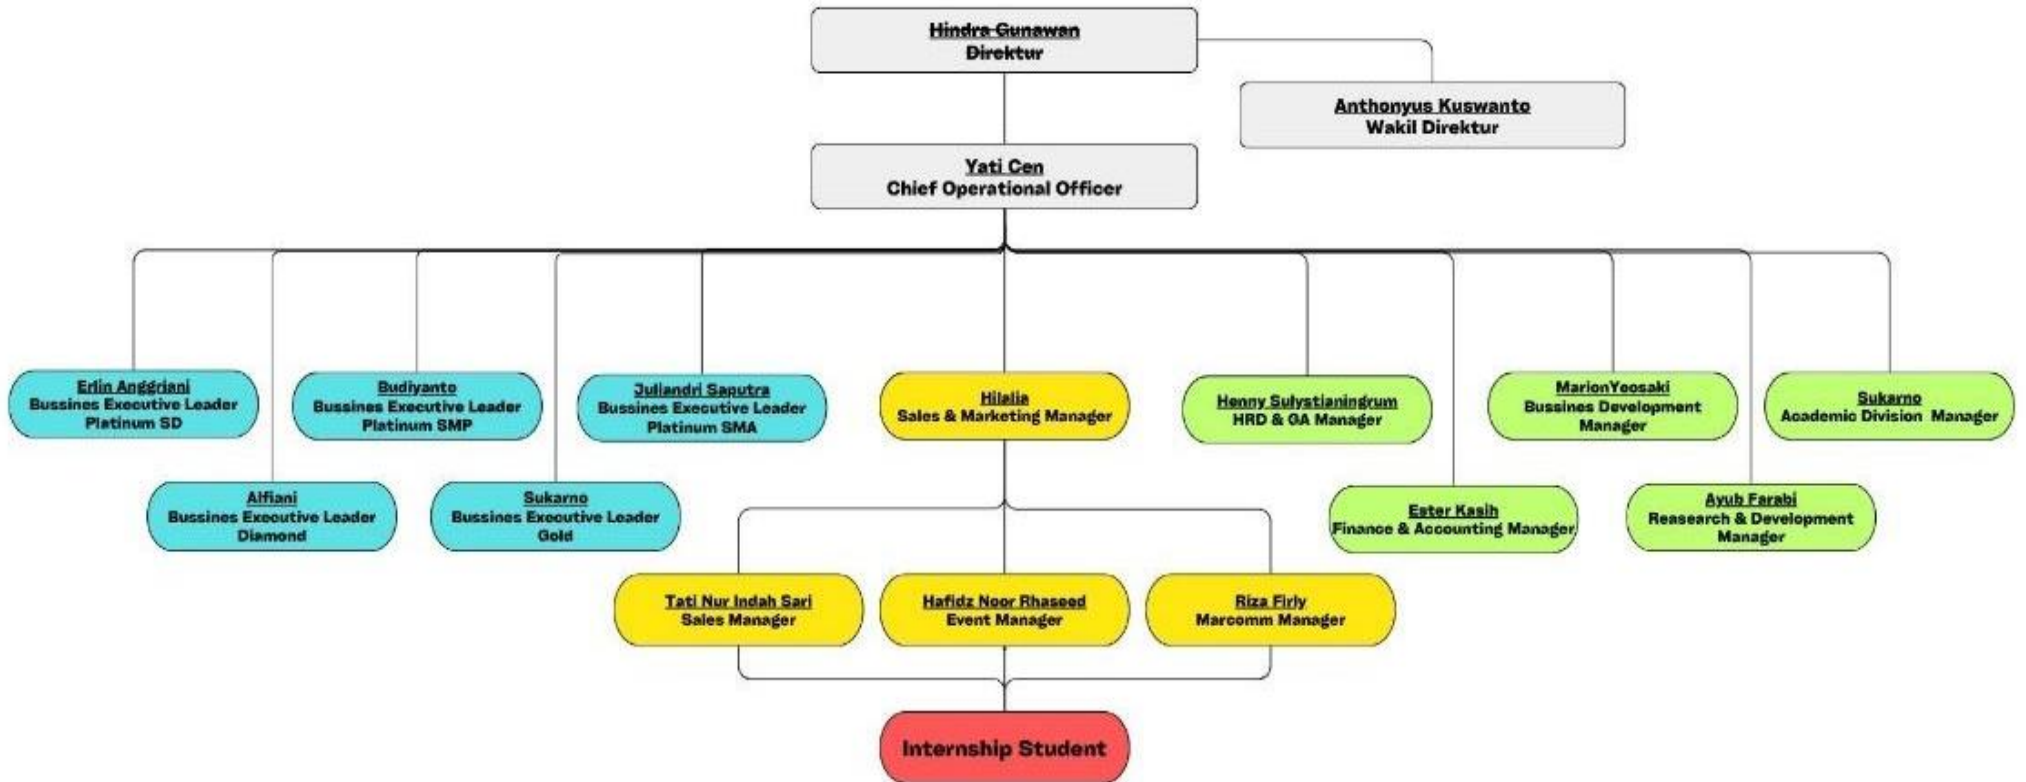 Hindra Gunawan
Direktur
Anthonyus Kuswanto
Wakil Direktur
Yati Cen
Chief Operational Officer
Erlin Anggriani
Bussines Executive Leader
Platinum SD
Budiyanto
Bussines Executive Leader
Platinum SMP
Juliandri Saputra
Bussines Executive Leader
Platinum SMA
Hilalia
Sales & Marketing Manager
Henny Sulystianingrum
HRD & GA Manager
MarionYeosaki
Bussines Development
Manager
Sukarno
Academic Division Manager
Alfiani
Bussines Executive Leader
Diamond
Sukarno
Bussines Executive Leader
Gold
Ester Kasih
Finance & Accounting Manager
Ayub Farabi
Reasearch & Development
Manager
Tati Nur Indah Sari
Sales Manager
Hafidz Noor Rhaseed
Event Manager
Riza Firly
Marcomm Manager
Internship Student